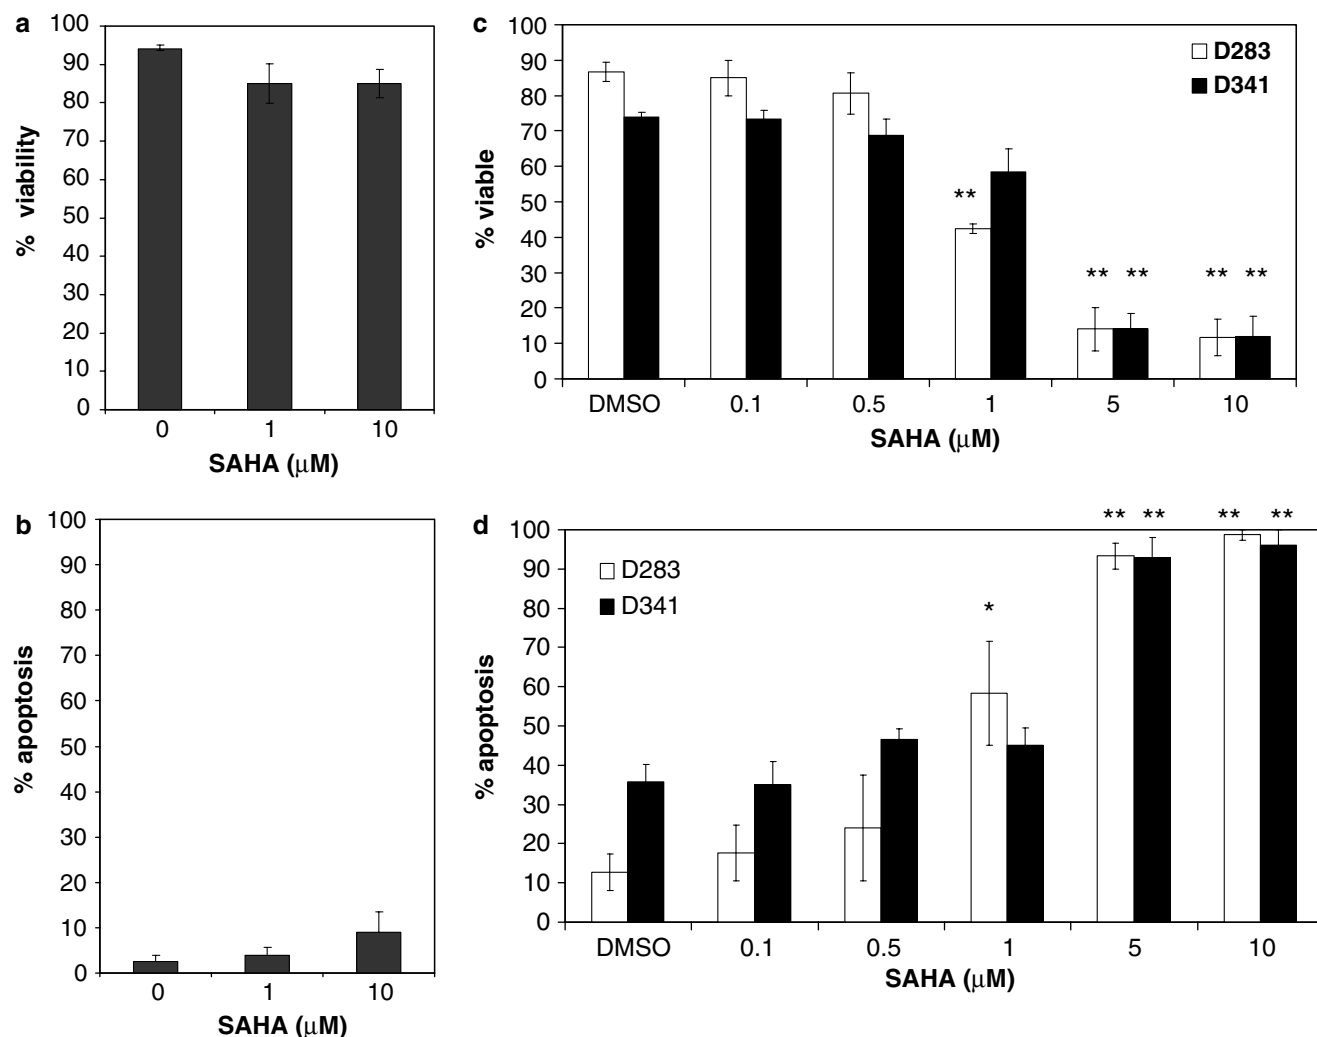 a
100
90
80
70
60
50
40
30
20
10
0
% viability
0 1 10
SAHA (μM)
c
100
90
80
70
60
50
40
30
20
10
0
% viable
D283
D341
**
** ** ** **
DMSO 0.1 0.5 1 5 10
SAHA (μM)
b
100
90
80
70
60
50
40
30
20
10
0
% apoptosis
0 1 10
SAHA (μM)
d
100
90
80
70
60
50
40
30
20
10
0
% apoptosis
D283
D341
*
** ** ** **
DMSO 0.1 0.5 1 5 10
SAHA (μM)